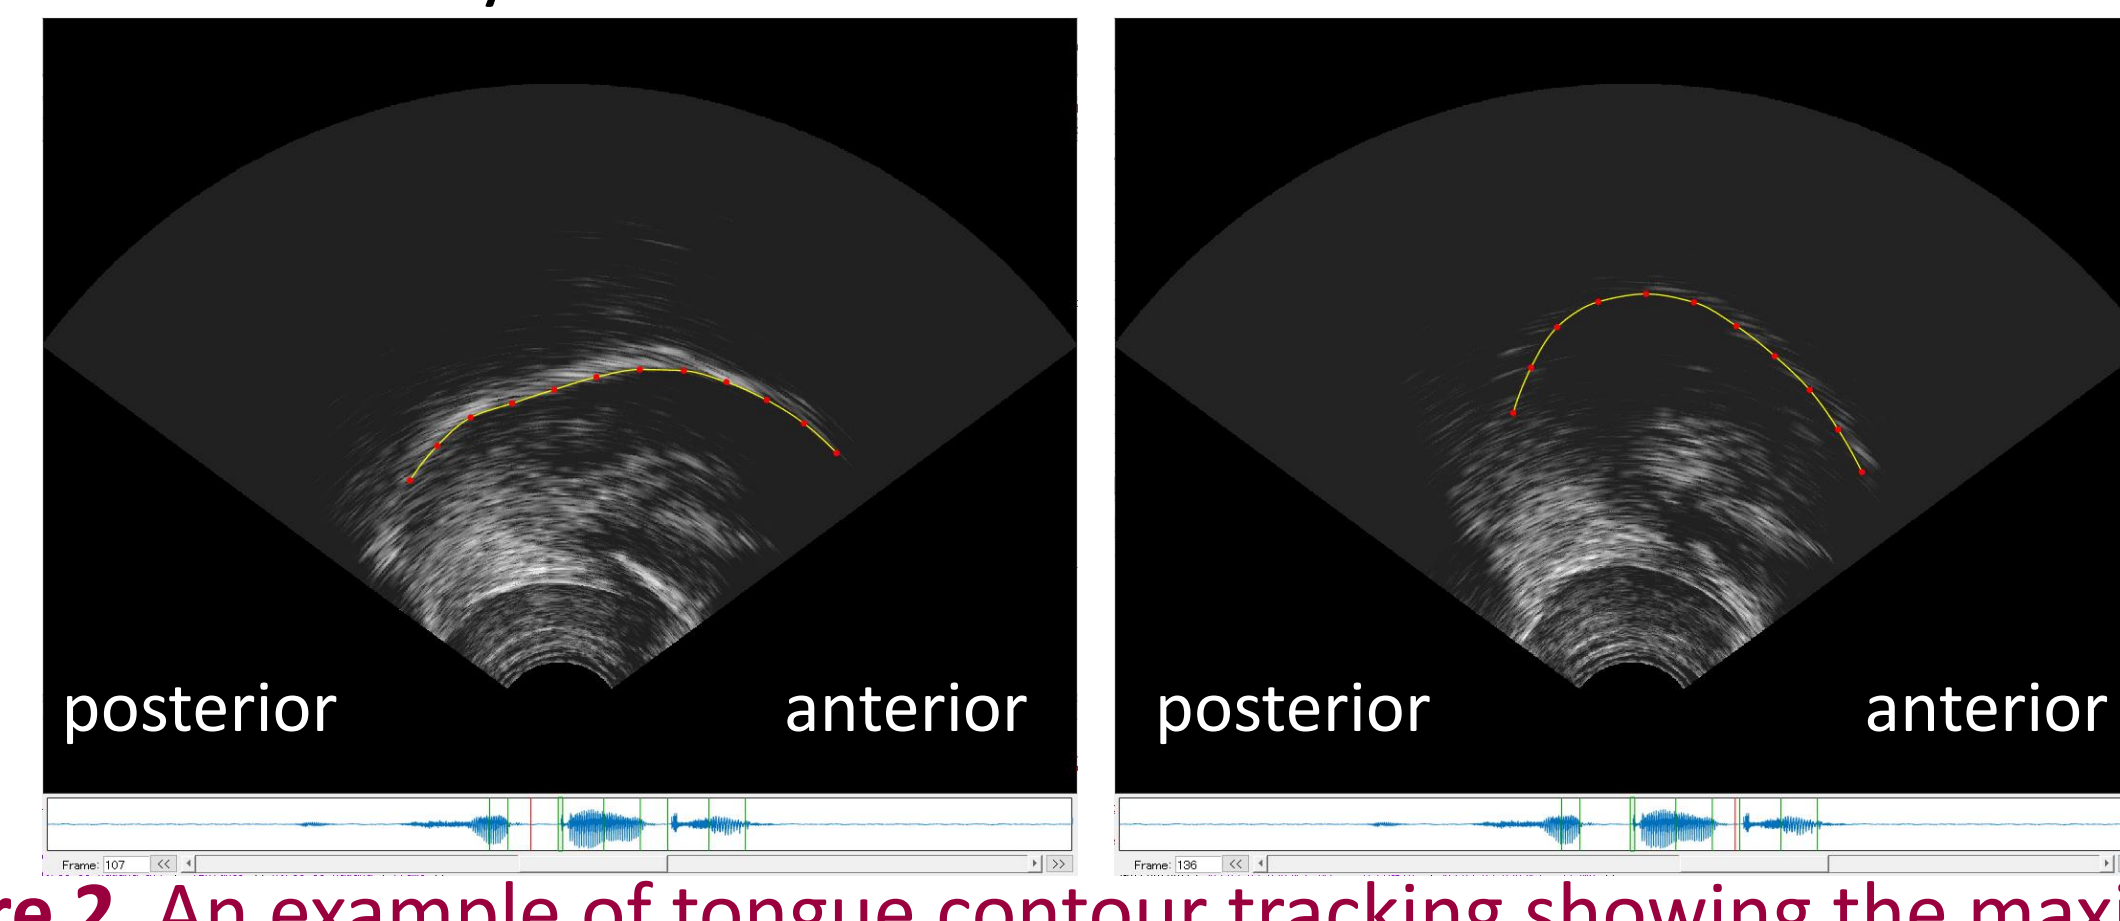 posterior anterior
posterior anterior
Frame: 107 << >>
Frame: 136 <<
re 2. An example of tongue contour tracking showing the maxi